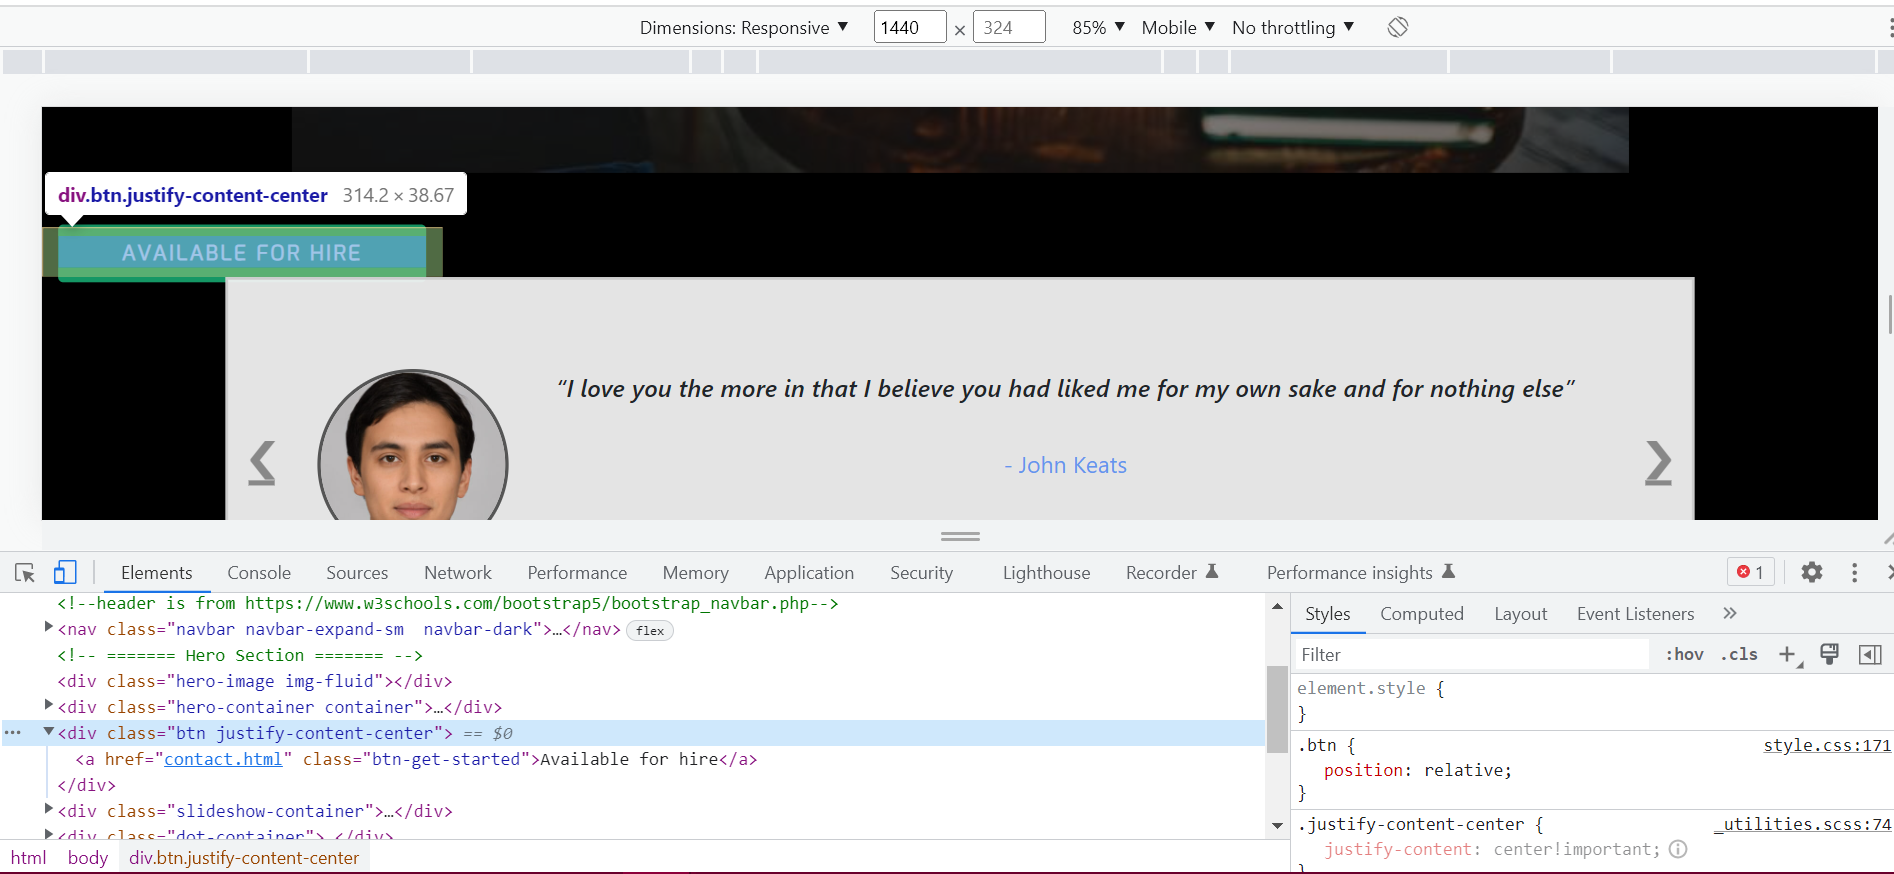 Dimensions: Responsive ▼ 1440 × 324 85% ▼ Mobile ▼ No throttling ▼
div.btn.justify-content-center 314.2 × 38.67
AVAILABLE FOR HIRE
“I love you the more in that I believe you had liked me for my own sake and for nothing else”
- John Keats
Elements Console Sources Network Performance Memory Application Security Lighthouse Recorder Performance insights 1
<!--header is from https://www.w3schools.com/bootstrap5/bootstrap_navbar.php-->
<nav class="navbar navbar-expand-sm  navbar-dark">…</nav> flex
<!-- ======= Hero Section ======= -->
<div class="hero-image img-fluid"></div>
<div class="hero-container container">…</div>
<div class="btn justify-content-center"> == $0
<a href="contact.html" class="btn-get-started">Available for hire</a>
</div>
<div class="slideshow-container">…</div>
<div class="dot-container">…</div>
html body div.btn.justify-content-center
Styles Computed Layout Event Listeners »
Filter :hov .cls +
element.style {
}
.btn { style.css:171
position: relative;
}
.justify-content-center { _utilities.scss:74
justify-content: center!important;
}